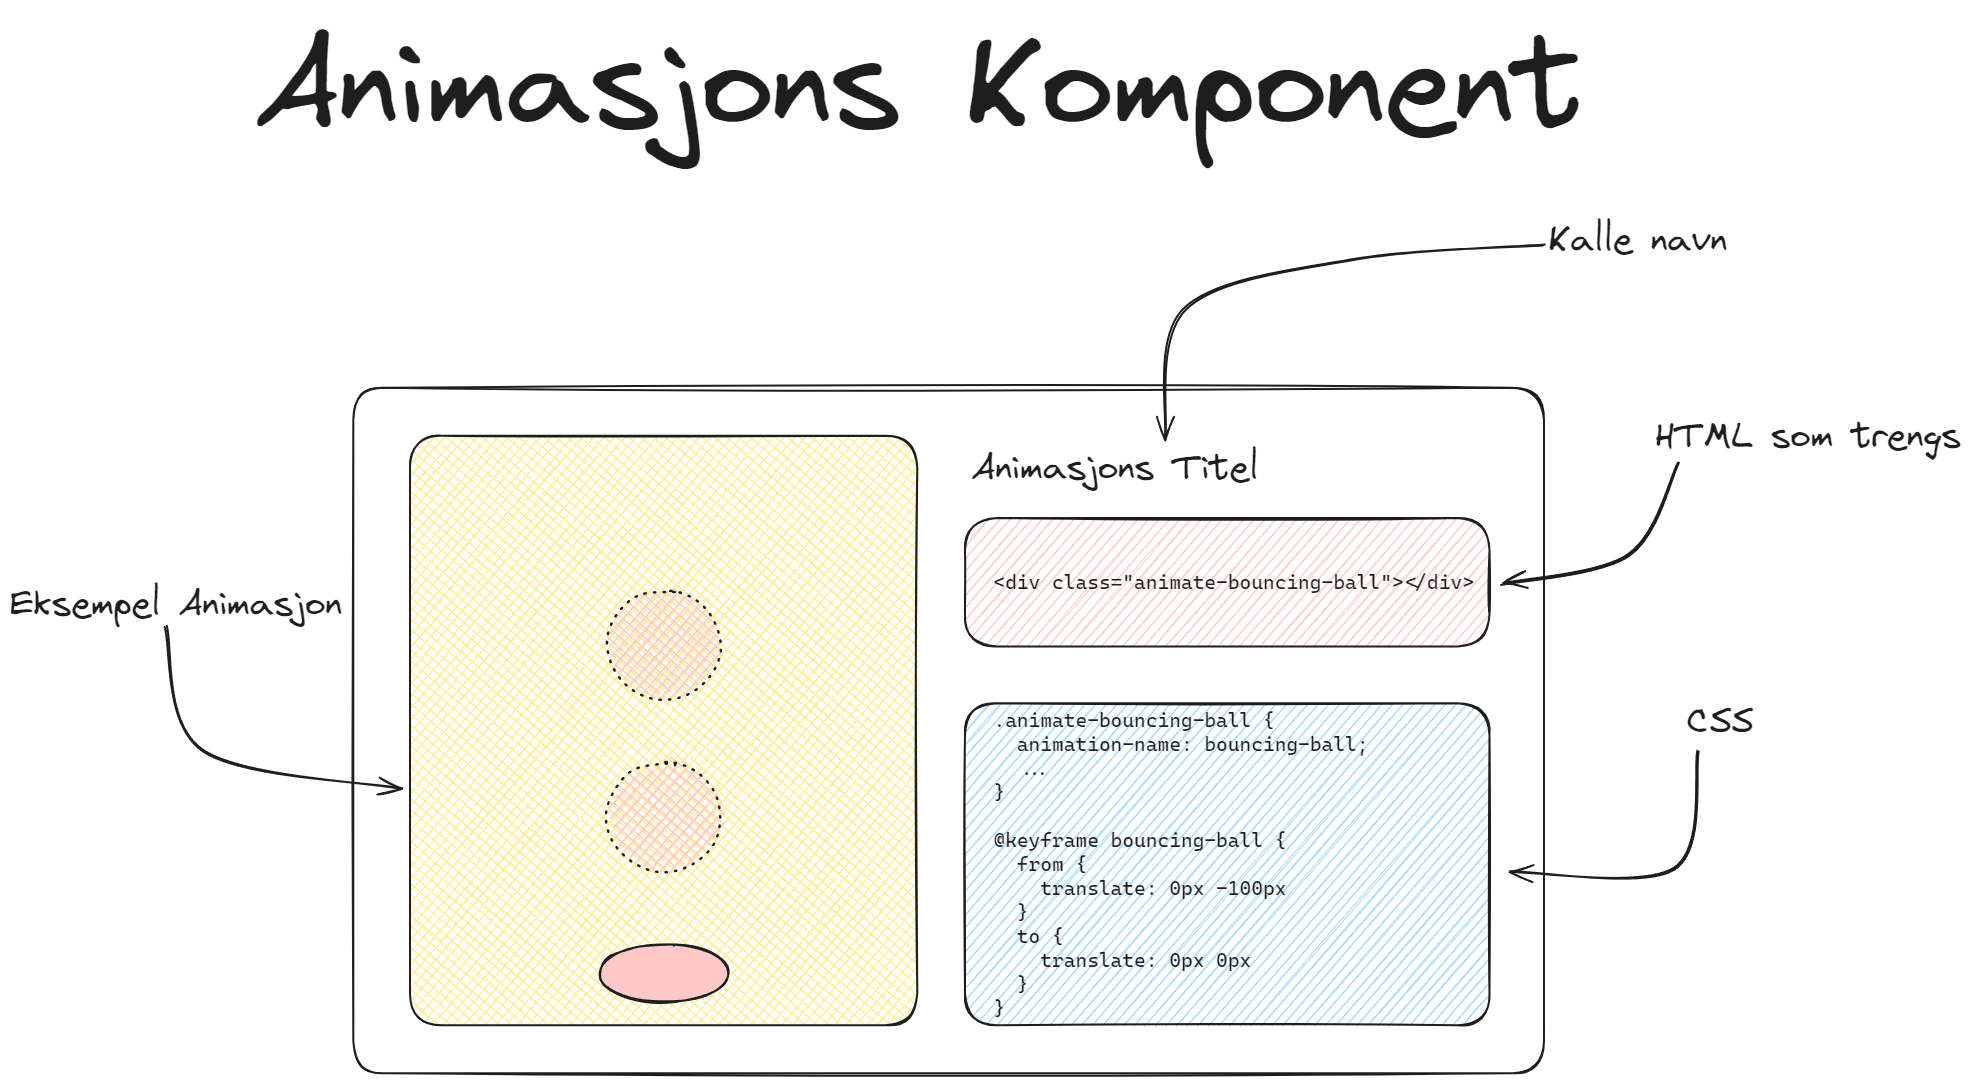 Animasjons Komponent
Kalle navn
HTML som trengs
Animasjons Titel
<div class="animate-bouncing-ball"></div>
Eksempel Animasjon
CSS
.animate-bouncing-ball {
  animation-name: bouncing-ball;
  ...
}
@keyframe bouncing-ball {
  from {
    translate: 0px -100px
  }
  to {
    translate: 0px 0px
  }
}